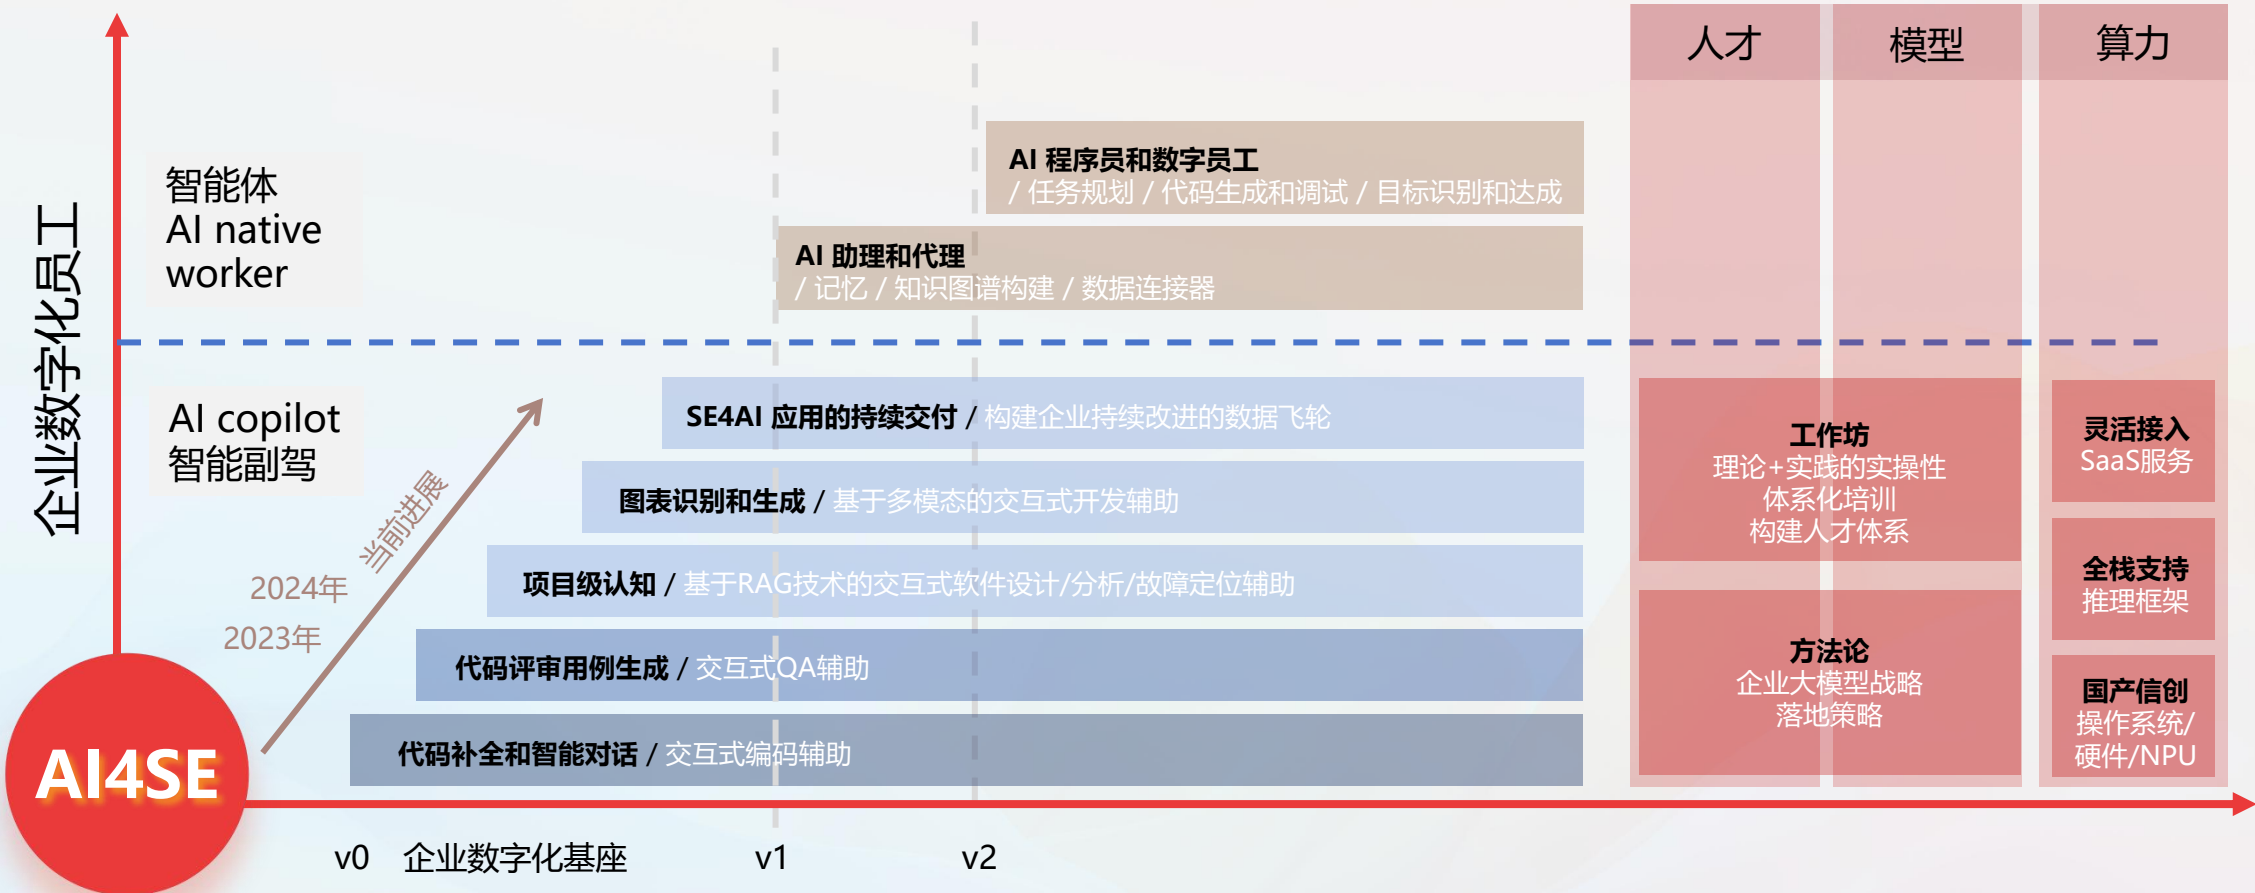 企业数字化员工
智能体
AI native
worker
AI 程序员和数字员工
/ 任务规划 / 代码生成和调试 / 目标识别和达成
AI 助理和代理
/ 记忆 / 知识图谱构建 / 数据连接器
AI copilot
智能副驾
当前进展
2024年
2023年
SE4AI 应用的持续交付 / 构建企业持续改进的数据飞轮
图表识别和生成 / 基于多模态的交互式开发辅助
项目级认知 / 基于RAG技术的交互式软件设计/分析/故障定位辅助
代码评审用例生成 / 交互式QA辅助
代码补全和智能对话 / 交互式编码辅助
AI4SE
v0
企业数字化基座
v1
v2
人才
模型
算力
工作坊
理论+实践的实操性
体系化培训
构建人才体系
方法论
企业大模型战略
落地策略
灵活接入
SaaS服务
全栈支持
推理框架
国产信创
操作系统/
硬件/NPU